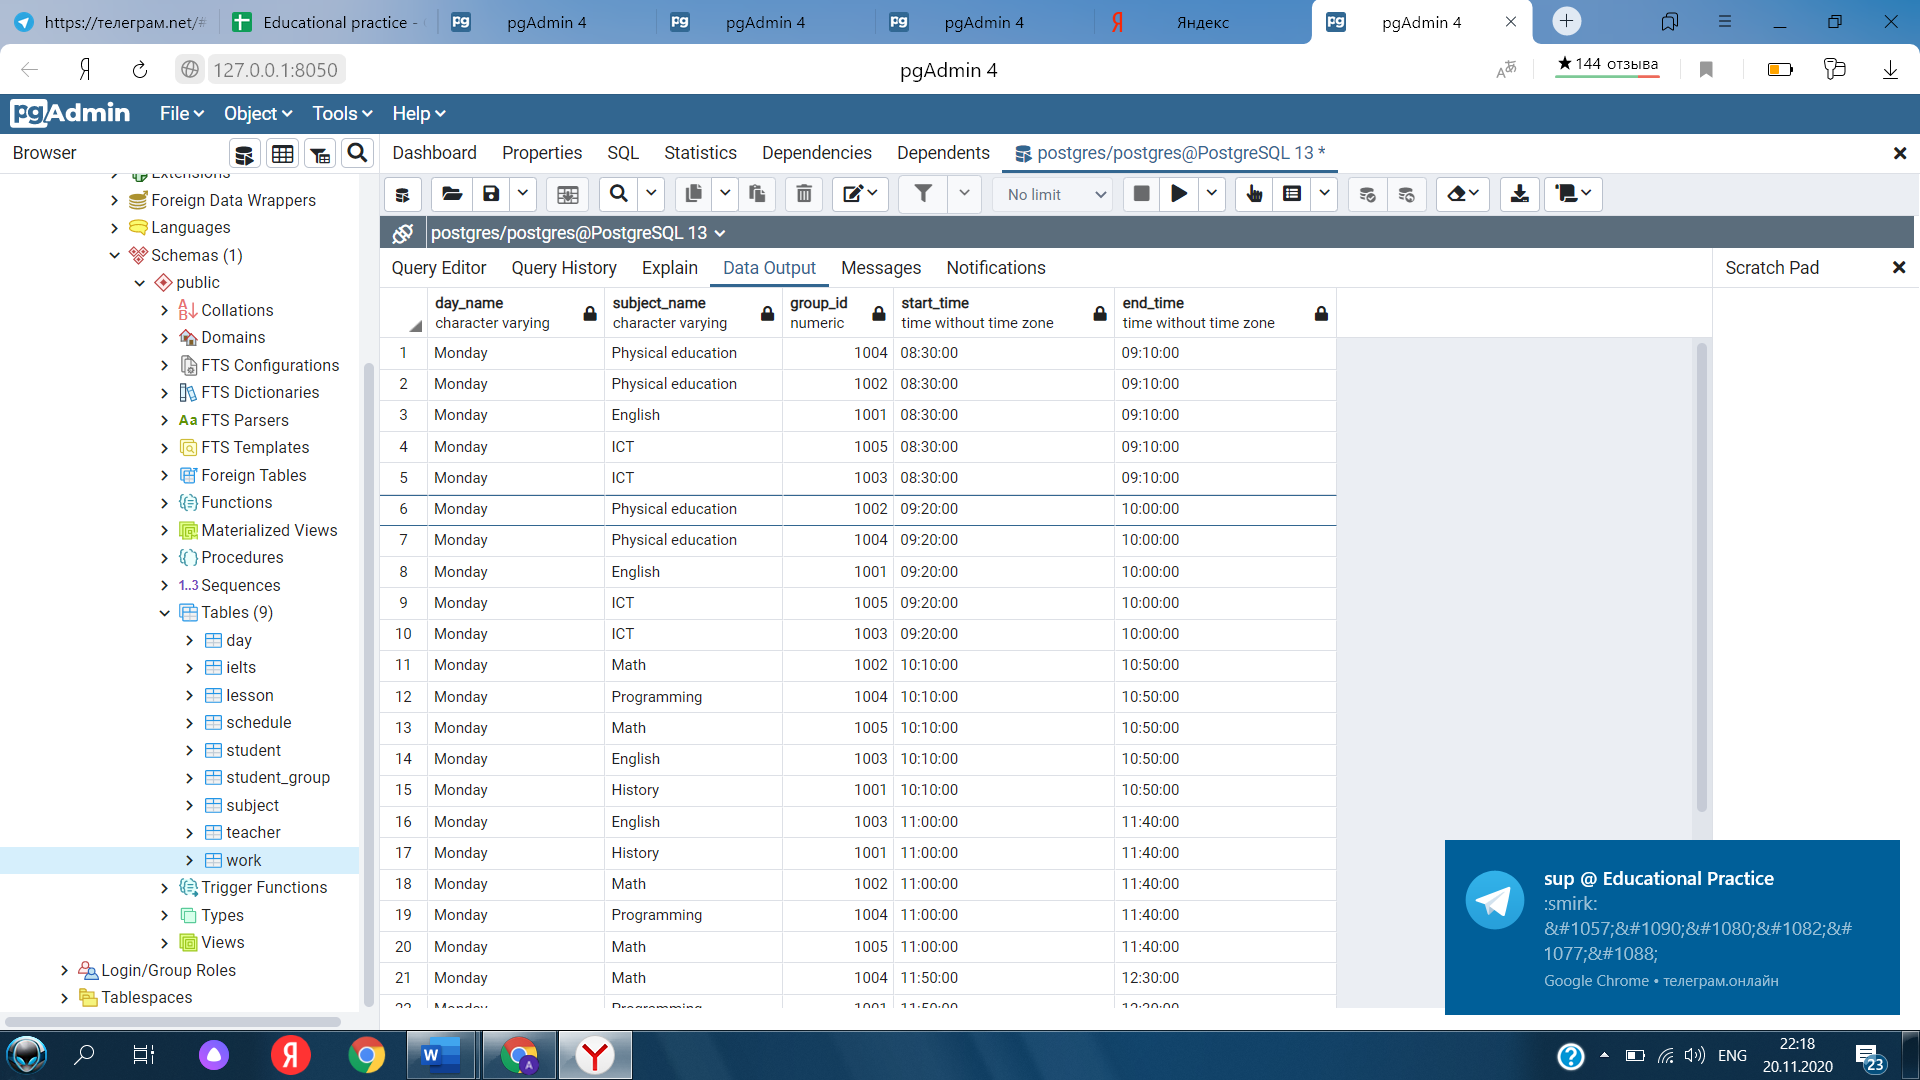 https://телеграм.net/#
Educational practice -
pgAdmin 4
pgAdmin 4
pgAdmin 4
Яндекс
pgAdmin 4
127.0.0.1:8050
pgAdmin 4
★144 отзыва
pgAdmin
File
Object
Tools
Help
Browser
Dashboard
Properties
SQL
Statistics
Dependencies
Dependents
postgres/postgres@PostgreSQL 13 *
No limit
postgres/postgres@PostgreSQL 13
Query Editor
Query History
Explain
Data Output
Messages
Notifications
Scratch Pad
Extensions
Foreign Data Wrappers
Languages
Schemas (1)
public
Collations
Domains
FTS Configurations
FTS Dictionaries
Aa FTS Parsers
FTS Templates
Foreign Tables
Functions
Materialized Views
Procedures
1..3 Sequences
Tables (9)
day
ielts
lesson
schedule
student
student_group
subject
teacher
work
Trigger Functions
Types
Views
Login/Group Roles
Tablespaces
day_name character varying
subject_name character varying
group_id numeric
start_time time without time zone
end_time time without time zone
1 Monday Physical education 1004 08:30:00 09:10:00
2 Monday Physical education 1002 08:30:00 09:10:00
3 Monday English 1001 08:30:00 09:10:00
4 Monday ICT 1005 08:30:00 09:10:00
5 Monday ICT 1003 08:30:00 09:10:00
6 Monday Physical education 1002 09:20:00 10:00:00
7 Monday Physical education 1004 09:20:00 10:00:00
8 Monday English 1001 09:20:00 10:00:00
9 Monday ICT 1005 09:20:00 10:00:00
10 Monday ICT 1003 09:20:00 10:00:00
11 Monday Math 1002 10:10:00 10:50:00
12 Monday Programming 1004 10:10:00 10:50:00
13 Monday Math 1005 10:10:00 10:50:00
14 Monday English 1003 10:10:00 10:50:00
15 Monday History 1001 10:10:00 10:50:00
16 Monday English 1003 11:00:00 11:40:00
17 Monday History 1001 11:00:00 11:40:00
18 Monday Math 1002 11:00:00 11:40:00
19 Monday Programming 1004 11:00:00 11:40:00
20 Monday Math 1005 11:00:00 11:40:00
21 Monday Math 1004 11:50:00 12:30:00
22 Monday Programming 1001 11:50:00 12:30:00
sup @ Educational Practice
:smirk:
&#1057;&#1090;&#1080;&#1082;&#
1077;&#1088;
Google Chrome • телеграм.онлайн
ENG
22:18
20.11.2020
23